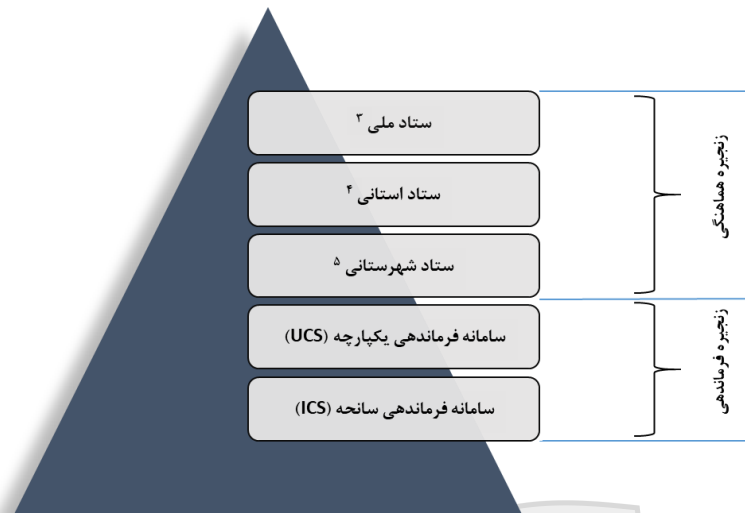 ستاد ملی ۳
ستاد استانی ۴
ستاد شهرستانی ۵
سامانه فرماندهی یکپارچه (UCS)
سامانه فرماندهی سانحه (ICS)
زنجیره هماهنگی
زنجیره فرماندهی